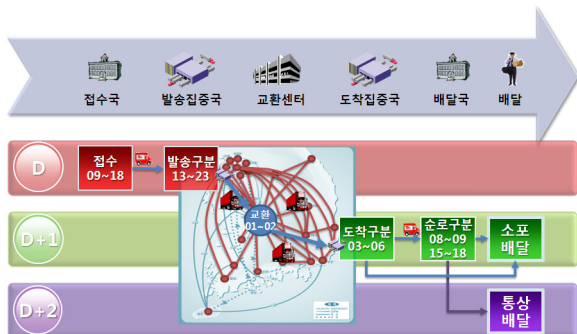 접수국 발송집중국 교환센터 도착집중국 배달국 배달
D
접수
09~18
발송구분
13~23
교환
01~02
D+1
도착구분
03~06
순로구분
08~09
15~18
소포
배달
D+2
통상
배달